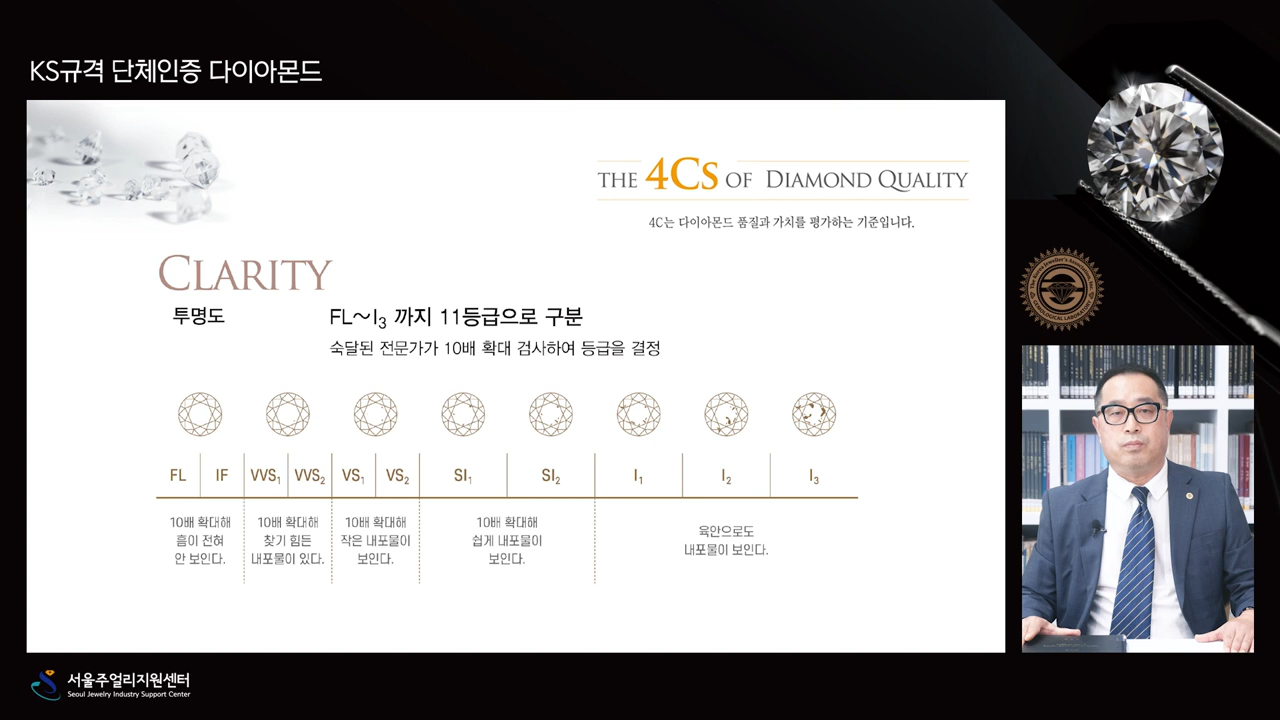 KS규격 단체인증 다이아몬드
THE 4CS OF DIAMOND QUALITY
4C는 다이아몬드 품질과 가치를 평가하는 기준입니다.
CLARITY
투명도
FL~I3 까지 11등급으로 구분
숙달된 전문가가 10배 확대 검사하여 등급을 결정
FL IF VVS1 VVS2 VS1 VS2 SI1 SI2 I1 I2 I3
10배 확대해
흠이 전혀
안 보인다.
10배 확대해
찾기 힘든
내포물이 있다.
10배 확대해
작은 내포물이
보인다.
10배 확대해
쉽게 내포물이
보인다.
육안으로도
내포물이 보인다.
서울주얼리지원센터
Seoul Jewelry Industry Support Center